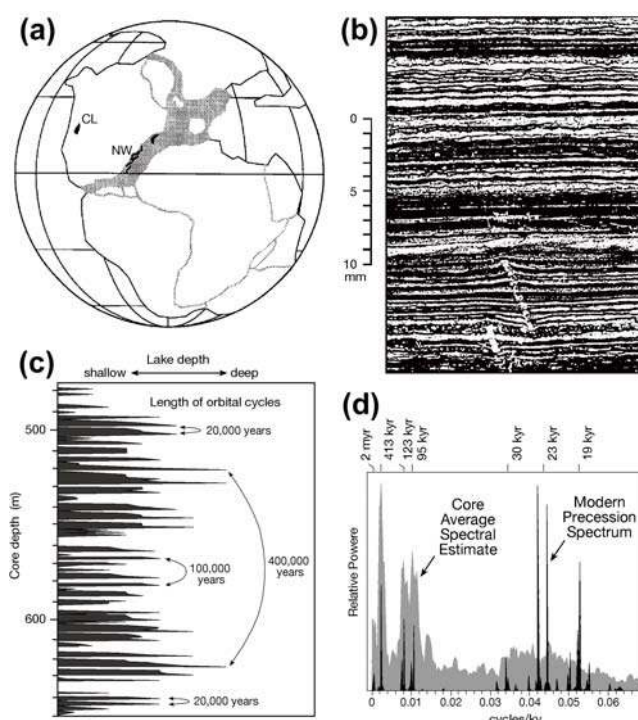 (a)
CL
NW
(b)
0
5
10
mm
(c)
Lake depth
shallow
deep
Length of orbital cycles
20,000 years
100,000
years
400,000
years
20,000 years
500
600
Core depth (m)
(d)
2 myr
413 kyr
123 kyr
95 kyr
30 kyr
23 kyr
19 kyr
Core
Average
Spectral
Estimate
Modern
Precession
Spectrum
Relative Powere
0
0.01
0.02
0.03
0.04
0.05
0.06
cycles/ky